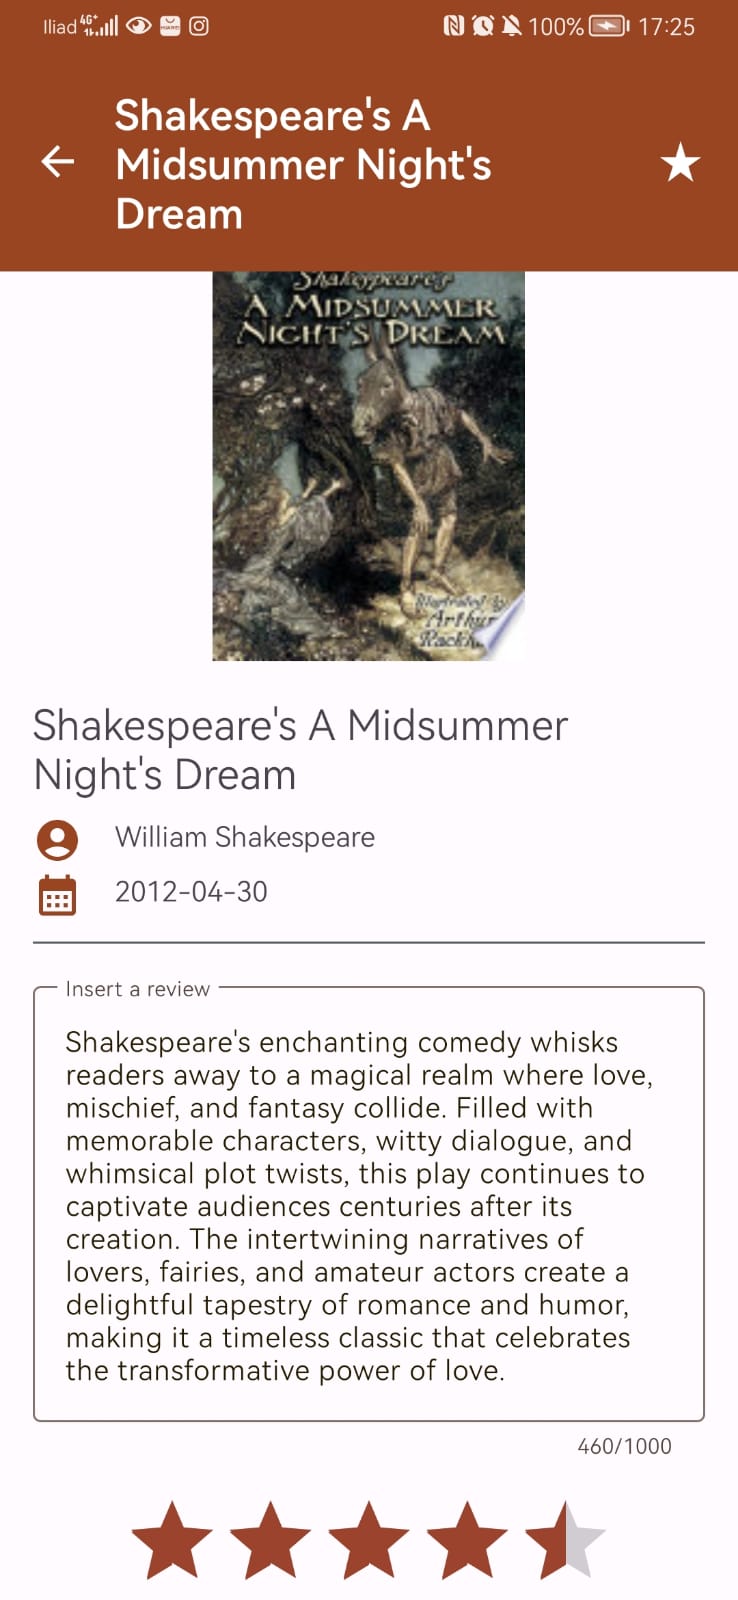 Iliad 4G+ 100% 17:25
Shakespeare's A
Midsummer Night's
Dream
Shakespeare's
A MIDSUMMER
NIGHT'S DREAM
Illustrated by
Arthur
Shakespeare's A Midsummer
Night's Dream
William Shakespeare
2012-04-30
Insert a review
Shakespeare's enchanting comedy whisks
readers away to a magical realm where love,
mischief, and fantasy collide. Filled with
memorable characters, witty dialogue, and
whimsical plot twists, this play continues to
captivate audiences centuries after its
creation. The intertwining narratives of
lovers, fairies, and amateur actors create a
delightful tapestry of romance and humor,
making it a timeless classic that celebrates
the transformative power of love.
460/1000